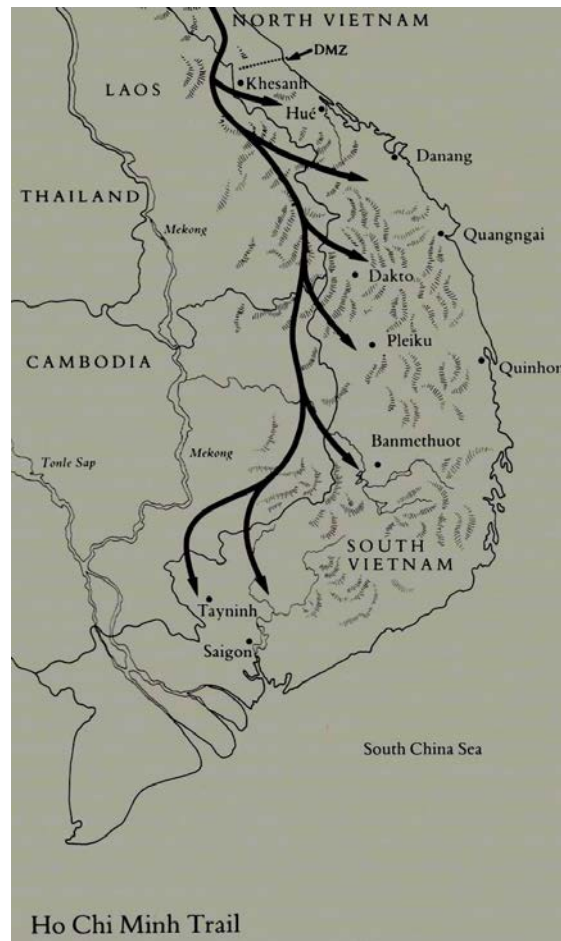 NORTH VIETNAM
DMZ
LAOS
Khesanh
Hué
Danang
THAILAND
Mekong
Quangngai
Dakto
Pleiku
CAMBODIA
Quinhon
Banmethuot
Tonle Sap
Mekong
SOUTH
VIETNAM
Tayninh
Saigon
South China Sea
Ho Chi Minh Trail